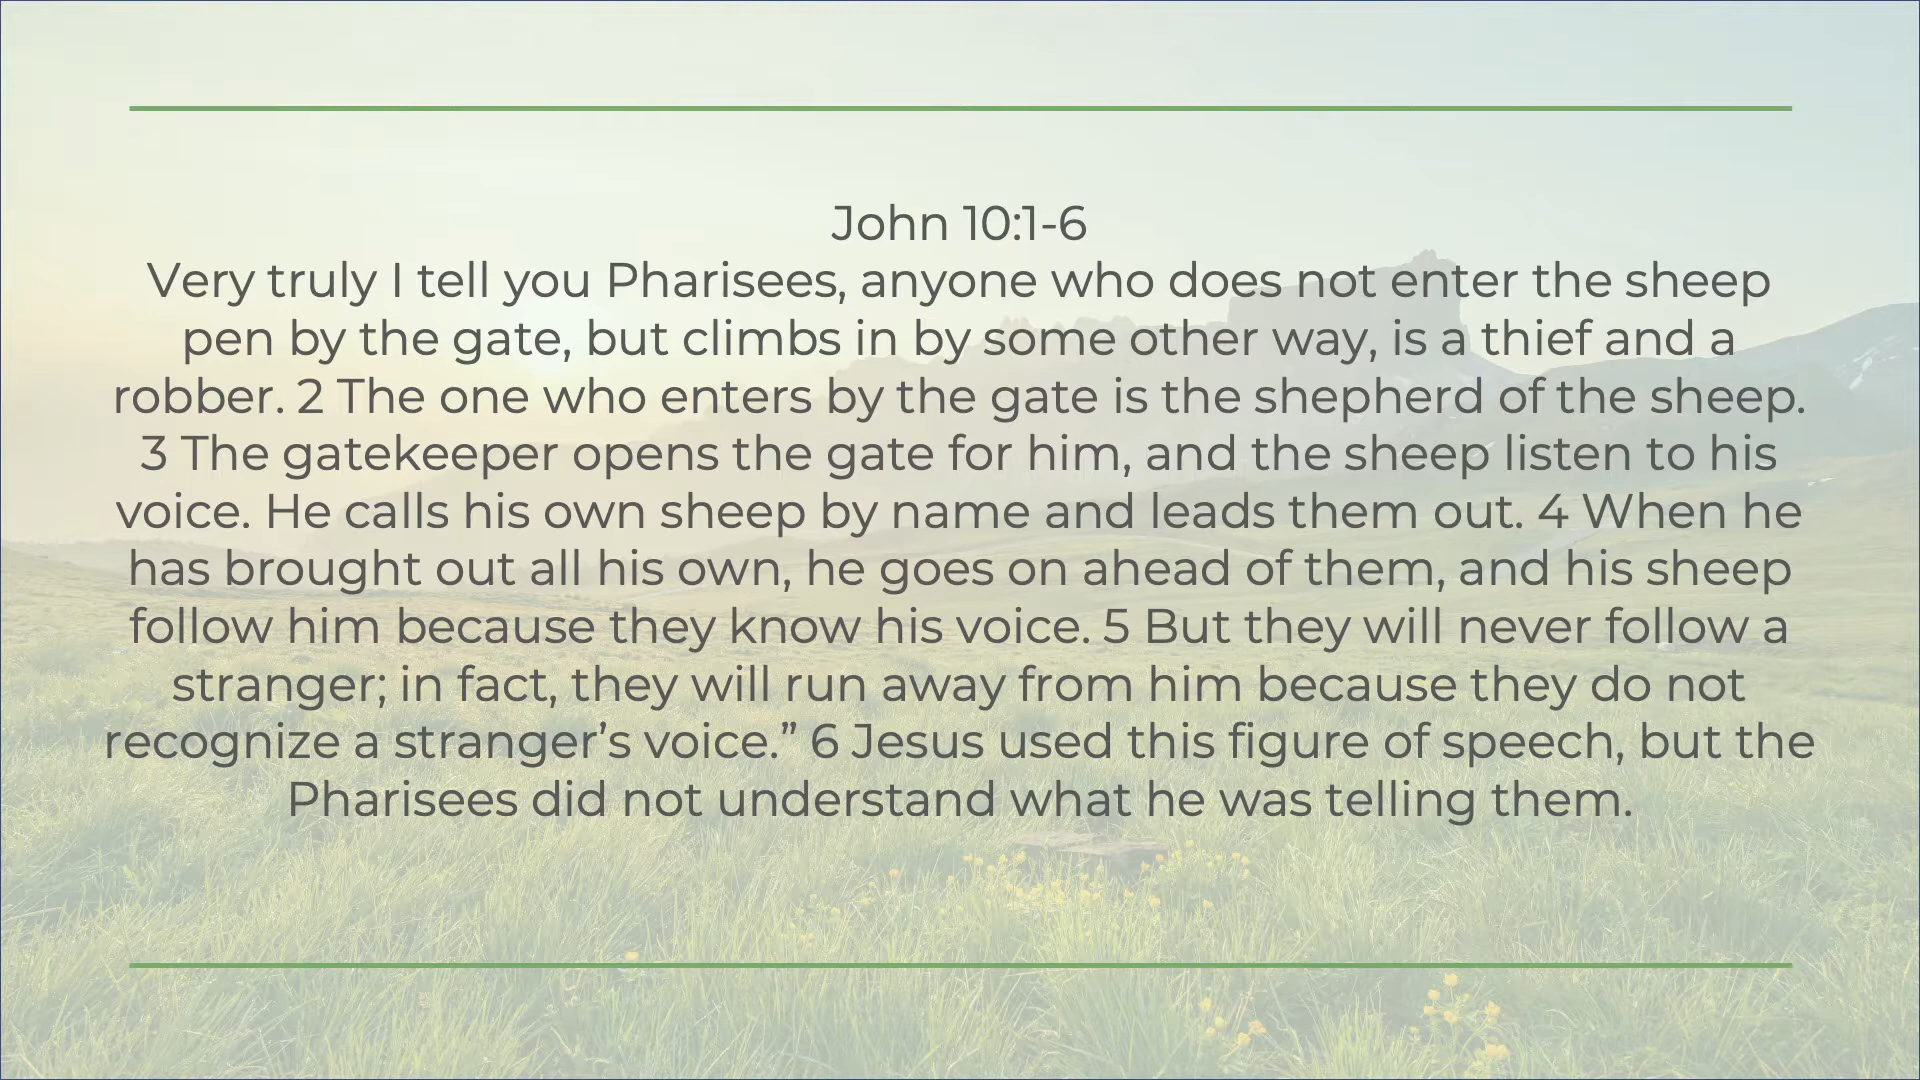 John 10:1-6
Very truly I tell you Pharisees, anyone who does not enter the sheep
pen by the gate, but climbs in by some other way, is a thief and a
robber. 2 The one who enters by the gate is the shepherd of the sheep.
3 The gatekeeper opens the gate for him, and the sheep listen to his
voice. He calls his own sheep by name and leads them out. 4 When he
has brought out all his own, he goes on ahead of them, and his sheep
follow him because they know his voice. 5 But they will never follow a
stranger; in fact, they will run away from him because they do not
recognize a stranger’s voice.” 6 Jesus used this figure of speech, but the
Pharisees did not understand what he was telling them.